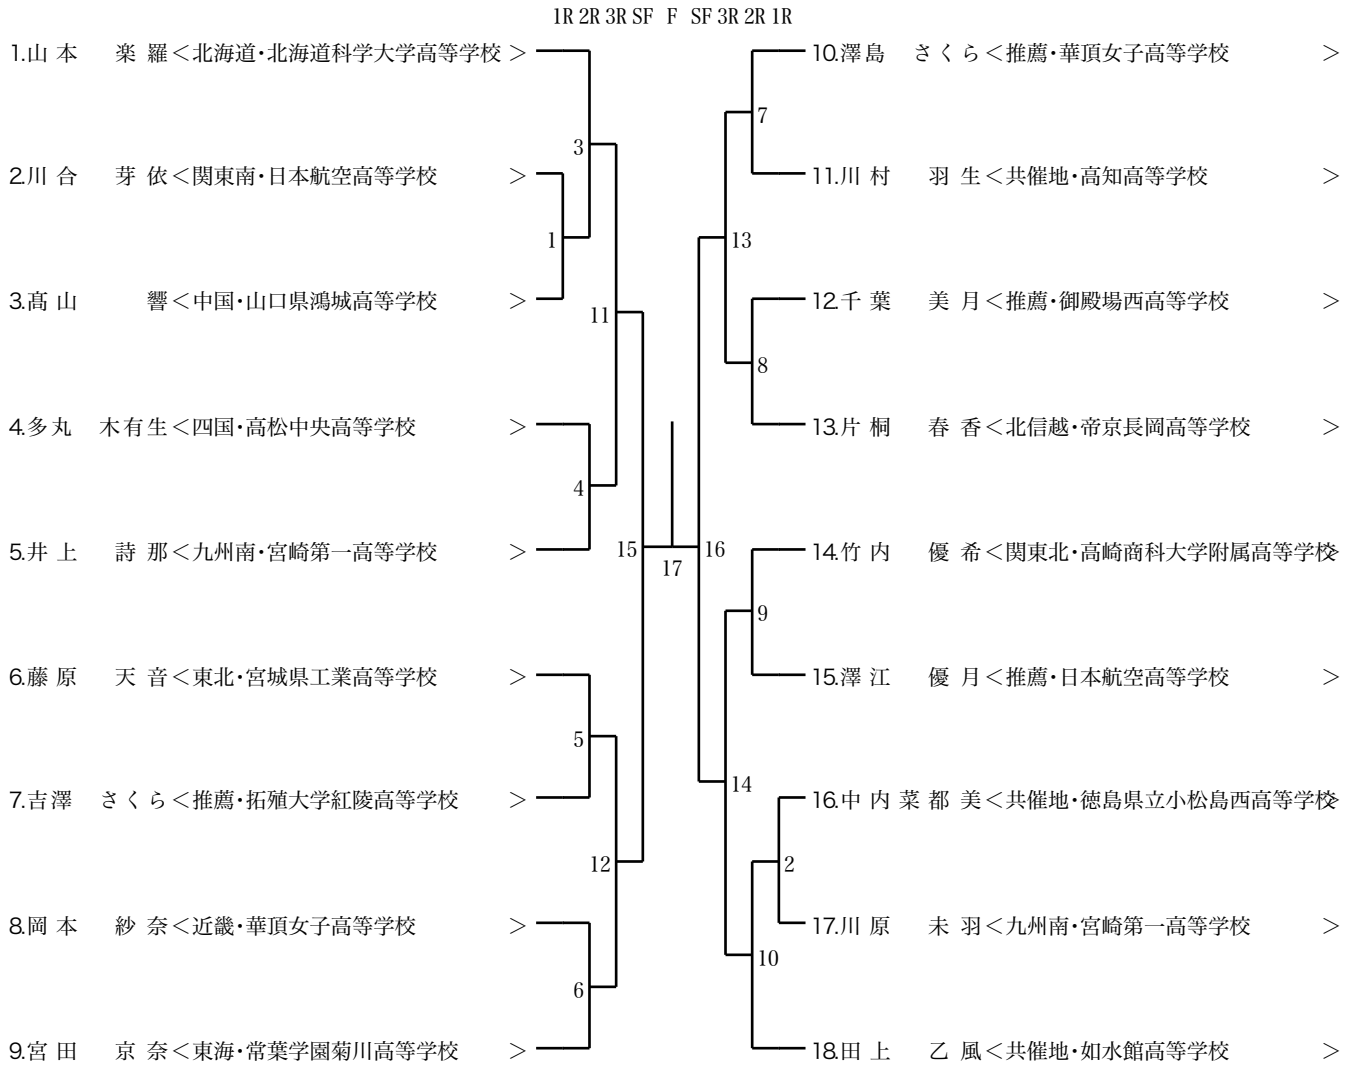 1R 2R 3R SF F SF 3R 2R 1R
1.山本 楽羅<北海道・北海道科学大学高等学校>
2.川合 芽依<関東南・日本航空高等学校>
3.髙山 響<中国・山口県鴻城高等学校>
4.多丸 木有生<四国・高松中央高等学校>
5.井上 詩那<九州南・宮崎第一高等学校>
6.藤原 天音<東北・宮城県工業高等学校>
7.吉澤 さくら<推薦・拓殖大学紅陵高等学校>
8.岡本 紗奈<近畿・華頂女子高等学校>
9.宮田 京奈<東海・常葉学園菊川高等学校>
3
1
11
4
15
5
12
6
17
10.澤島 さくら<推薦・華頂女子高等学校>
11.川村 羽生<共催地・高知高等学校>
12.千葉 美月<推薦・御殿場西高等学校>
13.片桐 春香<北信越・帝京長岡高等学校>
14.竹内 優希<関東北・高崎商科大学附属高等学校>
15.澤江 優月<推薦・日本航空高等学校>
16.中内菜都美<共催地・徳島県立小松島西高等学校>
17.川原 未羽<九州南・宮崎第一高等学校>
18.田上 乙風<共催地・如水館高等学校>
7
13
8
16
9
14
2
10